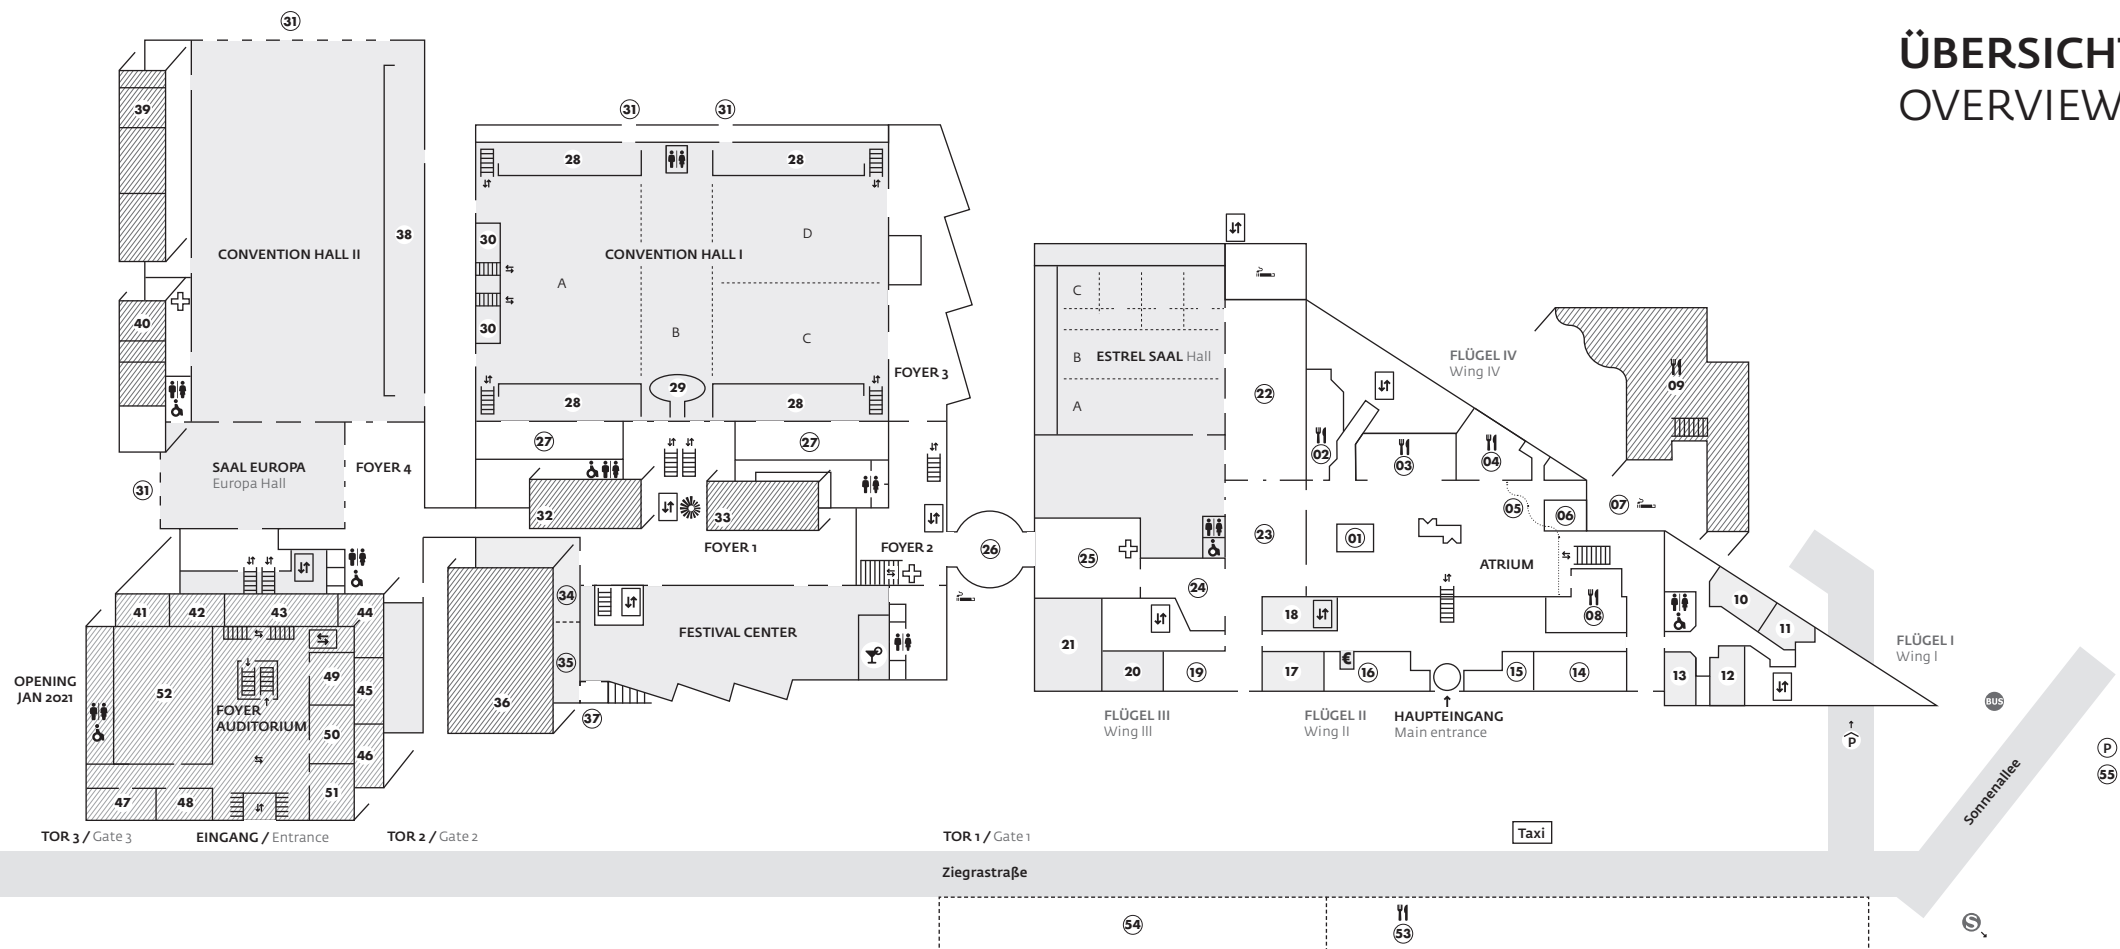 ÜBERSICHT
OVERVIEW
31
39
31
31
28
28
38
30
D
CONVENTION HALL II
CONVENTION HALL I
A
C
40
30
B
C
B ESTREL SAAL Hall
FLÜGEL IV
Wing IV
FOYER 3
09
29
22
28
28
A
27
27
02
03
04
SAAL EUROPA
Europa Hall
FOYER 4
31
32
33
05
06
07
FOYER 1
FOYER 2
26
25
23
01
ATRIUM
24
34
41
42
43
44
18
08
10
11
FESTIVAL CENTER
35
21
20
19
17
€
16
15
14
13
12
FLÜGEL I
Wing I
OPENING
JAN 2021
52
49
45
FOYER
AUDITORIUM
50
46
36
37
FLÜGEL III
Wing III
FLÜGEL II
Wing II
HAUPTEINGANG
Main entrance
BUS
P
P
55
47
48
51
Sonnenallee
TOR 3 / Gate 3
EINGANG / Entrance
TOR 2 / Gate 2
TOR 1 / Gate 1
Taxi
Ziegrastraße
54
53
S